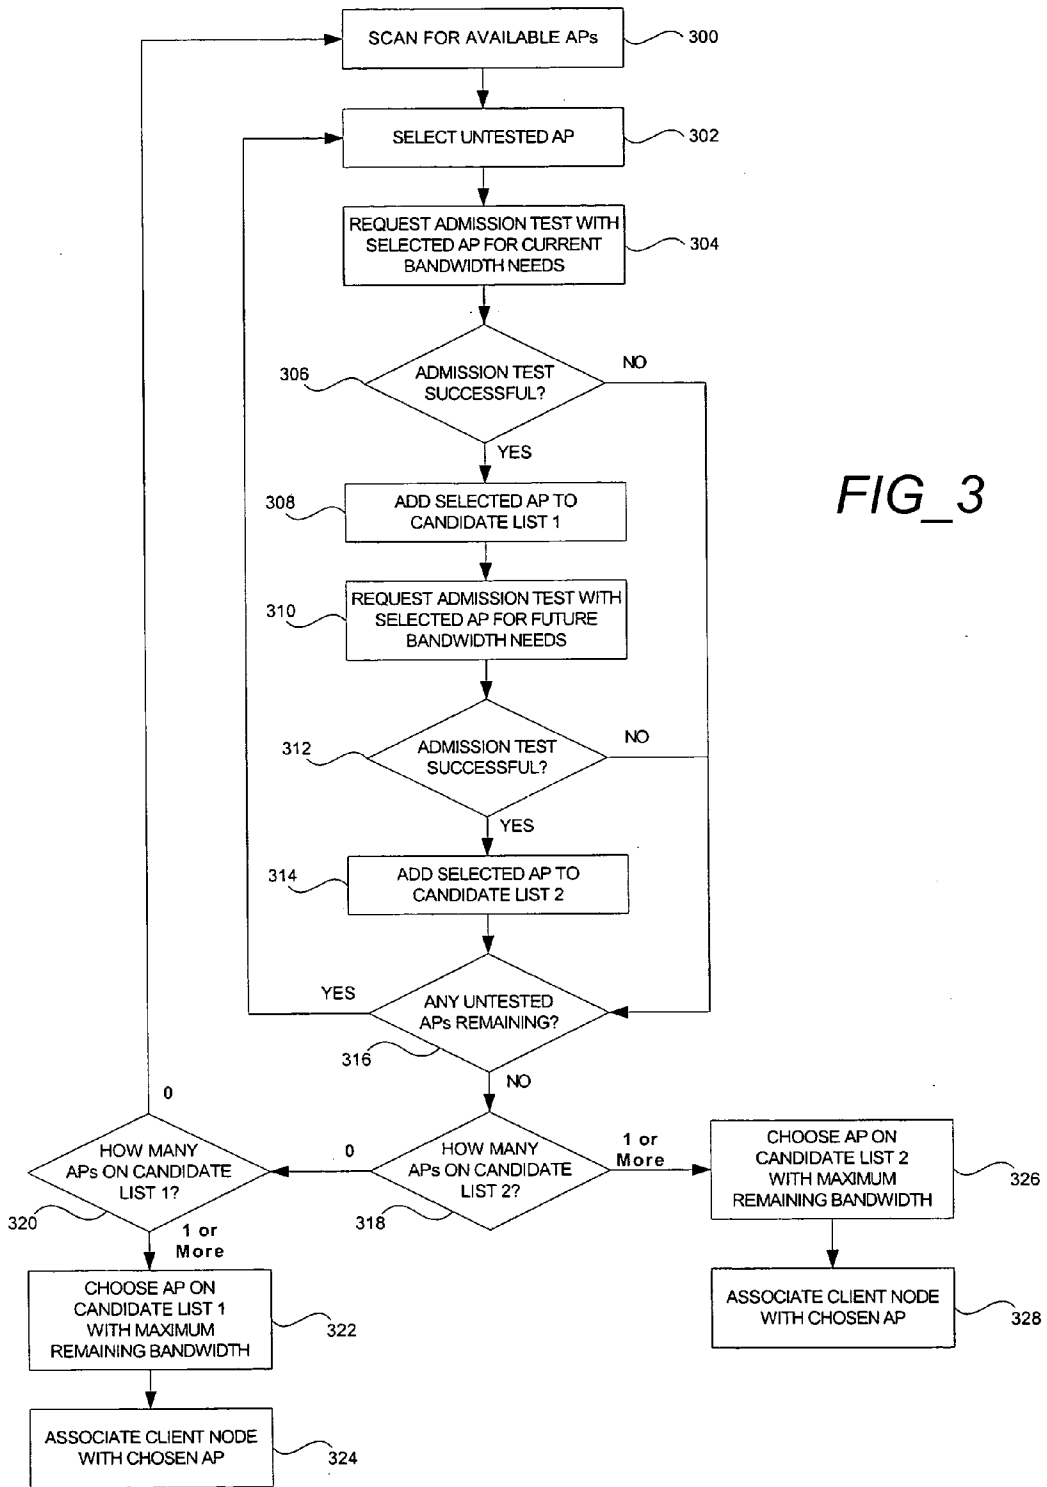 SCAN FOR AVAILABLE APs
300
SELECT UNTESTED AP
302
REQUEST ADMISSION TEST WITH
SELECTED AP FOR CURRENT
BANDWIDTH NEEDS
304
306
ADMISSION TEST
SUCCESSFUL?
NO
YES
308
ADD SELECTED AP TO
CANDIDATE LIST 1
FIG_3
310
REQUEST ADMISSION TEST WITH
SELECTED AP FOR FUTURE
BANDWIDTH NEEDS
312
ADMISSION TEST
SUCCESSFUL?
NO
YES
314
ADD SELECTED AP TO
CANDIDATE LIST 2
YES
ANY UNTESTED
APs REMAINING?
316
NO
0
HOW MANY
APs ON CANDIDATE
LIST 1?
320
0
HOW MANY
APs ON CANDIDATE
LIST 2?
318
1 or
More
CHOOSE AP ON
CANDIDATE LIST 2
WITH MAXIMUM
REMAINING BANDWIDTH
326
1 or
More
CHOOSE AP ON
CANDIDATE LIST 1
WITH MAXIMUM
REMAINING BANDWIDTH
322
ASSOCIATE CLIENT NODE
WITH CHOSEN AP
328
ASSOCIATE CLIENT NODE
WITH CHOSEN AP
324